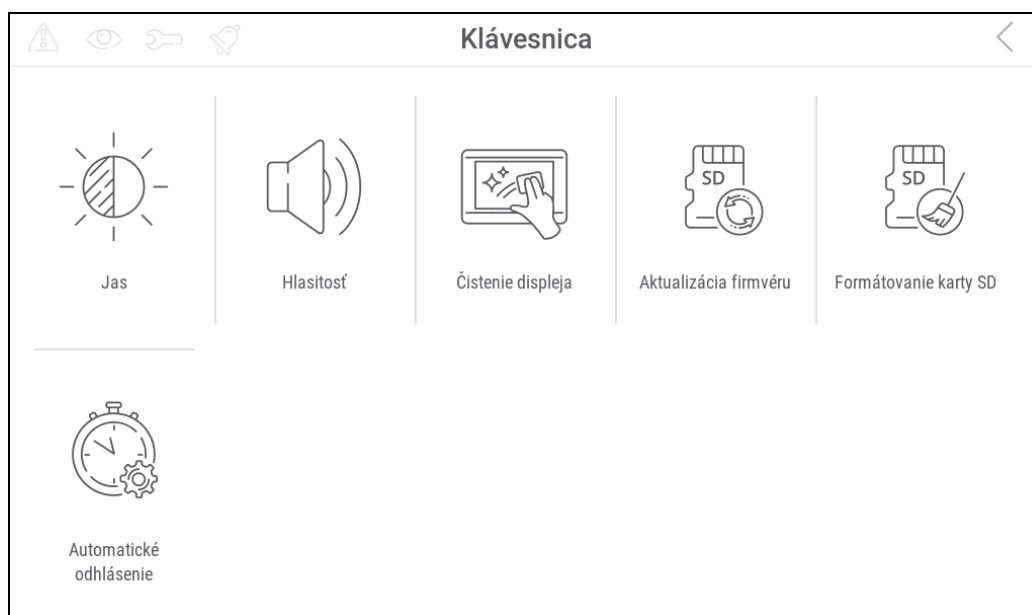 Klávesnica
Jas
Hlasitosť
Čistenie displeja
SD
Aktualizácia firmvéru
SD
Formátovanie karty SD
Automatické
odhlásenie